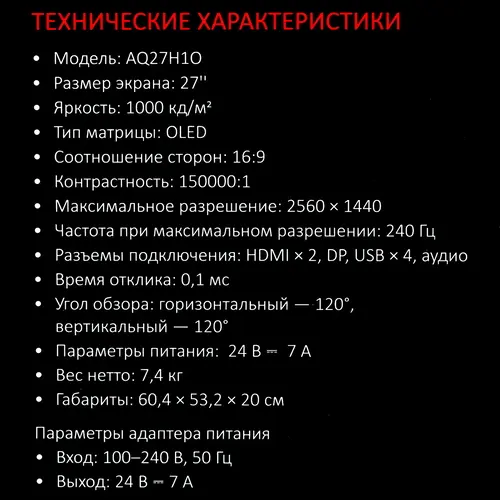 ТЕХНИЧЕСКИЕ ХАРАКТЕРИСТИКИ
• Модель: AQ27H1O
• Размер экрана: 27''
• Яркость: 1000 кд/м²
• Тип матрицы: OLED
• Соотношение сторон: 16:9
• Контрастность: 150000:1
• Максимальное разрешение: 2560 × 1440
• Частота при максимальном разрешении: 240 Гц
• Разъемы подключения: HDMI × 2, DP, USB × 4, аудио
• Время отклика: 0,1 мс
• Угол обзора: горизонтальный — 120°,
вертикальный — 120°
• Параметры питания: 24 В ⎓ 7 А
• Вес нетто: 7,4 кг
• Габариты: 60,4 × 53,2 × 20 см
Параметры адаптера питания
• Вход: 100–240 В, 50 Гц
• Выход: 24 В ⎓ 7 А